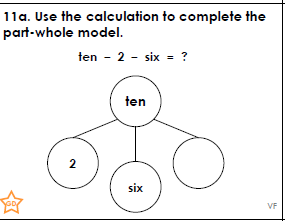 11a. Use the calculation to complete the
part-whole model.
ten – 2 – six = ?
ten
2
six
GD
VF